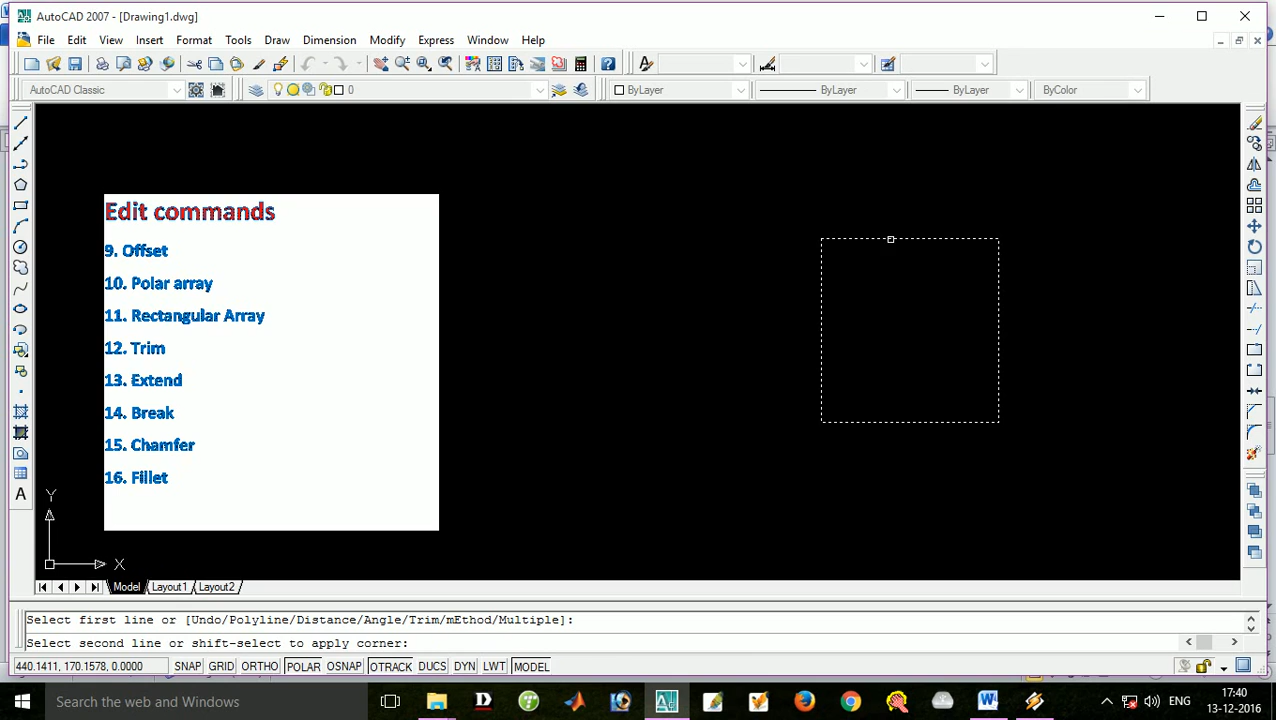 AutoCAD 2007 - [Drawing1.dwg]
File Edit View Insert Format Tools Draw Dimension Modify Express Window Help
AutoCAD Classic 0 ByLayer ByLayer ByLayer ByColor
Edit commands
9. Offset
10. Polar array
11. Rectangular Array
12. Trim
13. Extend
14. Break
15. Chamfer
16. Fillet
Y
X
Model Layout1 Layout2
Select first line or [Undo/Polyline/Distance/Angle/Trim/mEthod/Multiple]:
Select second line or shift-select to apply corner:
440.1411, 170.1578, 0.0000 SNAP GRID ORTHO POLAR OSNAP OTRACK DUCS DYN LWT MODEL
Search the web and Windows ENG 17:40
13-12-2016